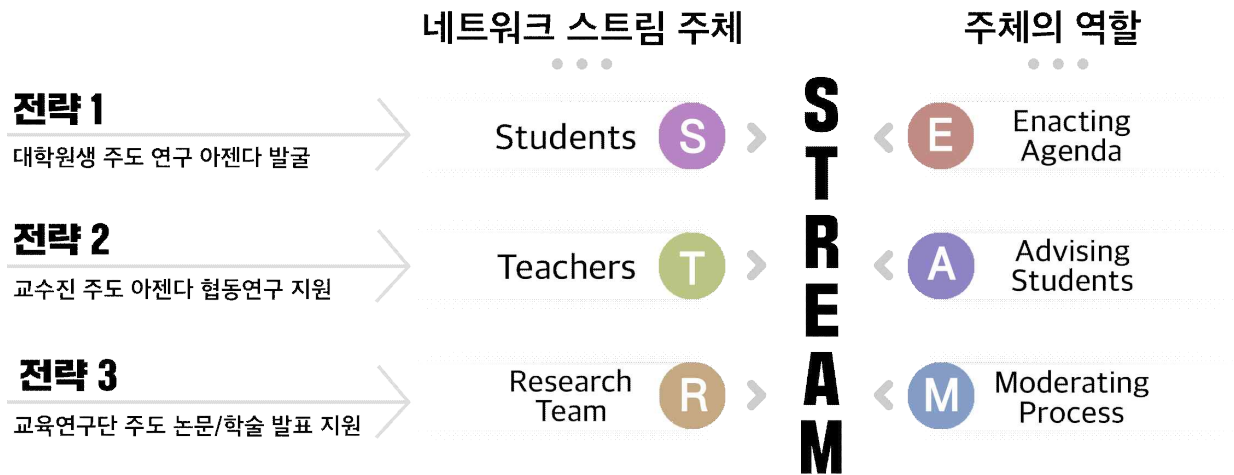 네트워크 스트림 주체
주체의 역할
전략 1
대학원생 주도 연구 아젠다 발굴
Students
S
E
Enacting
Agenda
전략 2
교수진 주도 아젠다 협동연구 지원
Teachers
T
A
Advising
Students
전략 3
교육연구단 주도 논문/학술 발표 지원
Research
Team
R
M
Moderating
Process
STREAM